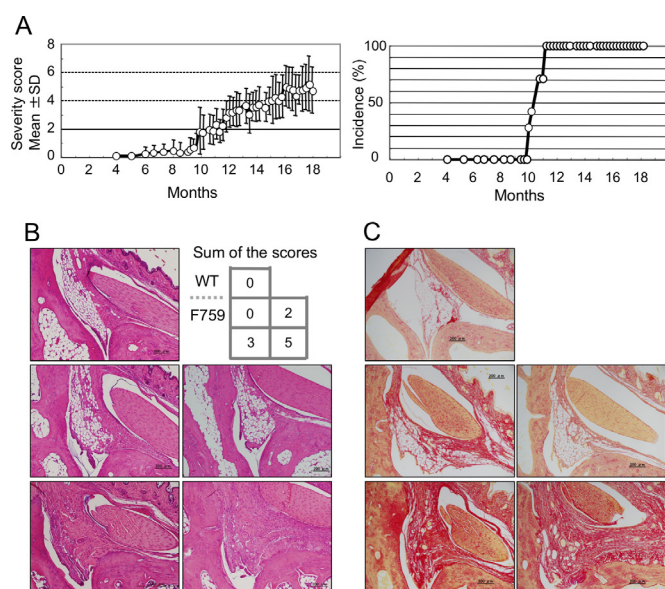 A
Severity score
Mean ± SD
8
6
4
2
0
0 2 4 6 8 10 12 14 16 18
Months
Incidence (%)
100
50
0
0 2 4 6 8 10 12 14 16 18
Months
B
Sum of the scores
WT 0
F759 0 2
3 5
C